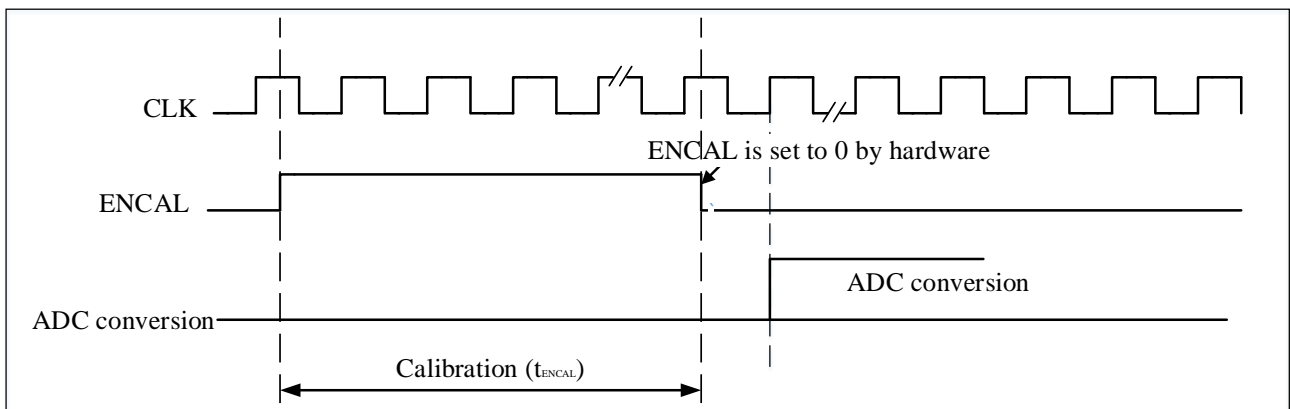 CLK
ENCAL is set to 0 by hardware
ENCAL
ADC conversion
ADC conversion
Calibration (tENCAL)